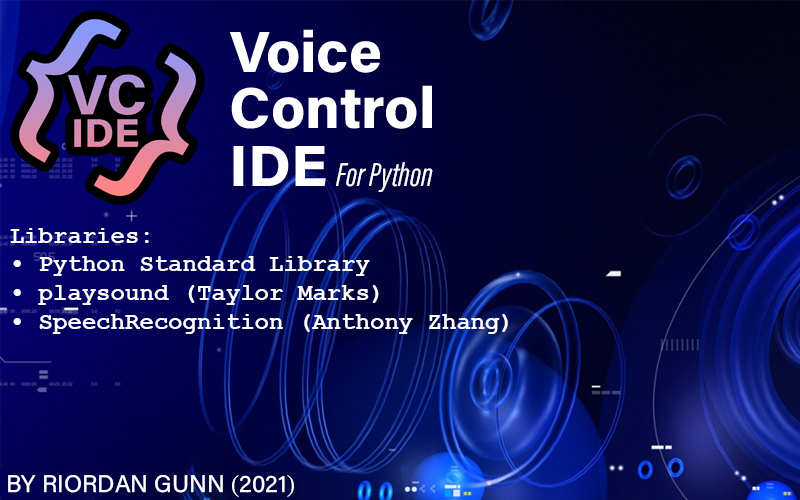 VC
IDE
Voice
Control
IDE For Python
Libraries:
• Python Standard Library
• playsound (Taylor Marks)
• SpeechRecognition (Anthony Zhang)
BY RIORDAN GUNN (2021)